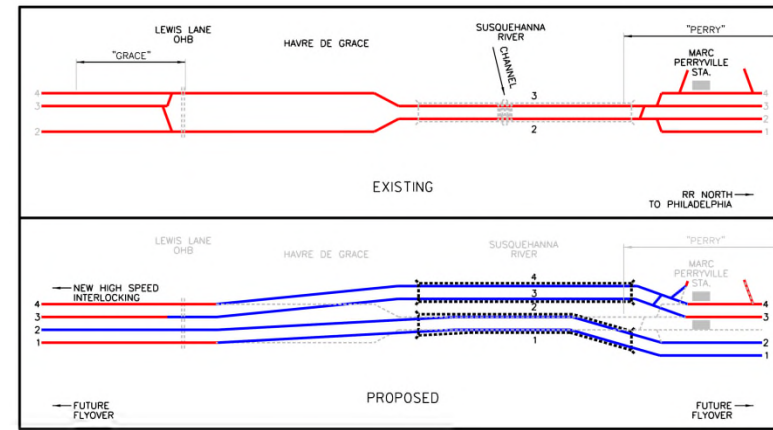 LEWIS LANE
OHB
"GRACE"
HAVRE DE GRACE
SUSQUEHANNA
RIVER
CHANNEL
"PERRY"
MARC
PERRYVILLE
STA.
4
3
2
3
2
4
3
2
1
EXISTING
RR NORTH
TO PHILADELPHIA
LEWIS LANE
OHB
HAVRE DE GRACE
SUSQUEHANNA
RIVER
"PERRY"
MARC
PERRYVILLE
STA.
NEW HIGH SPEED
INTERLOCKING
4
3
2
1
4
3
2
1
4
3
2
1
PROPOSED
FUTURE
FLYOVER
FUTURE
FLYOVER